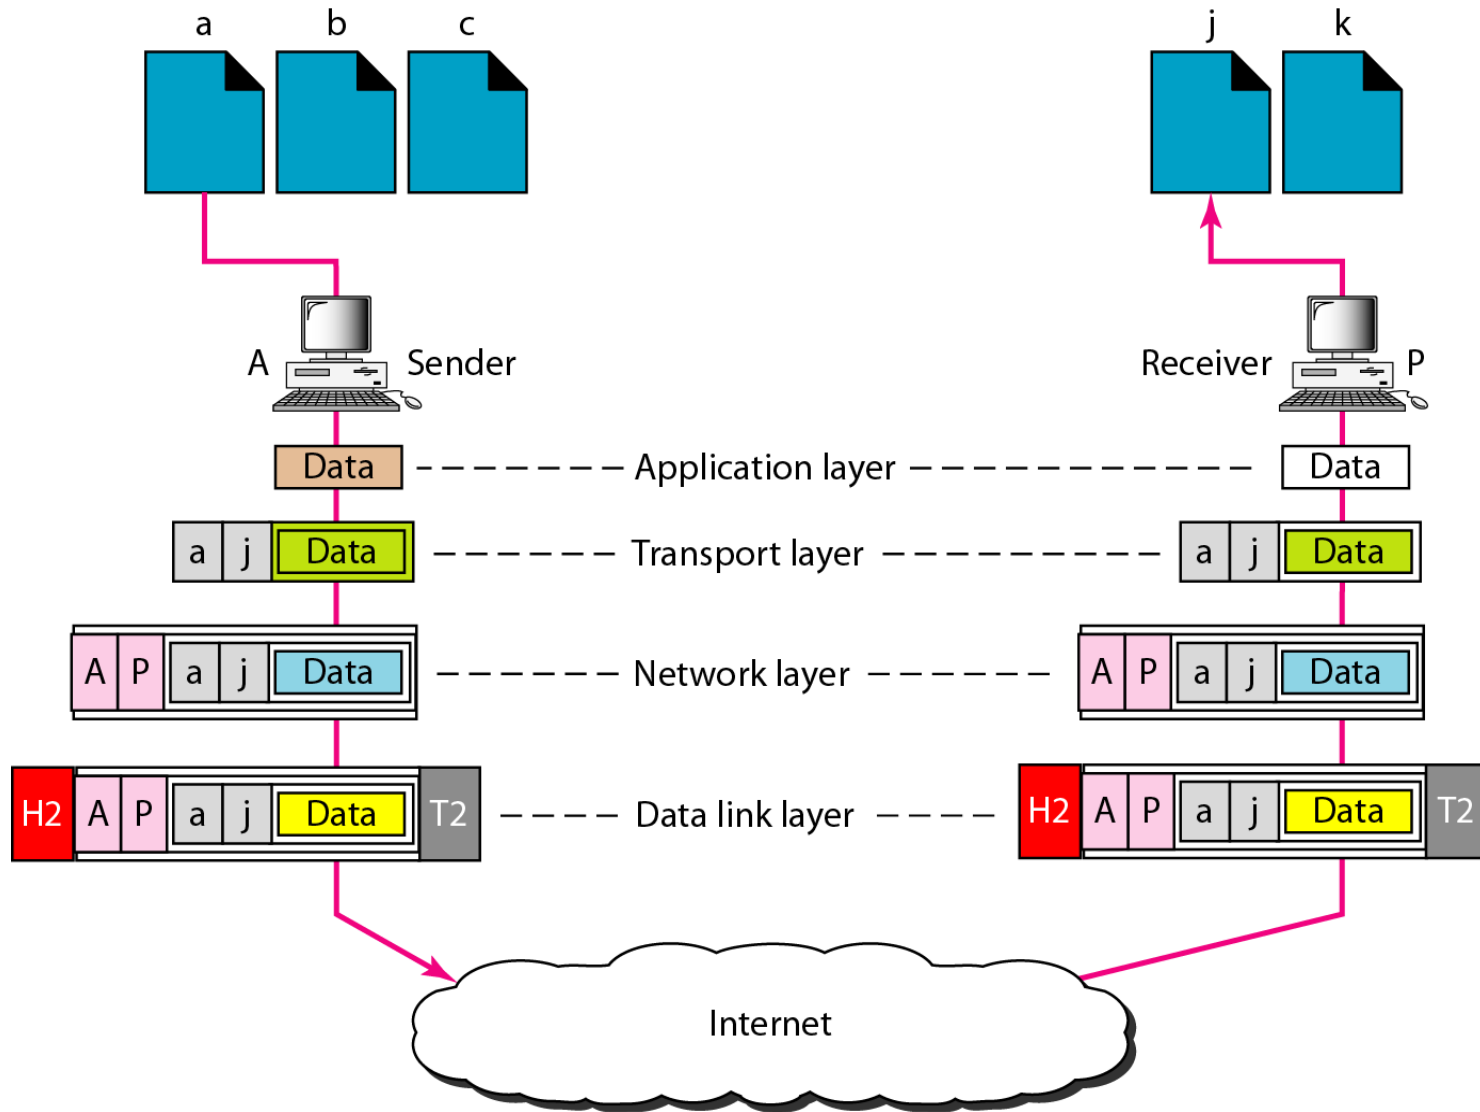 a b c j k
A Sender Receiver P
Data Application layer Data
a j Data Transport layer a j Data
A P a j Data Network layer A P a j Data
H2 A P a j Data T2 Data link layer H2 A P a j Data T2
Internet